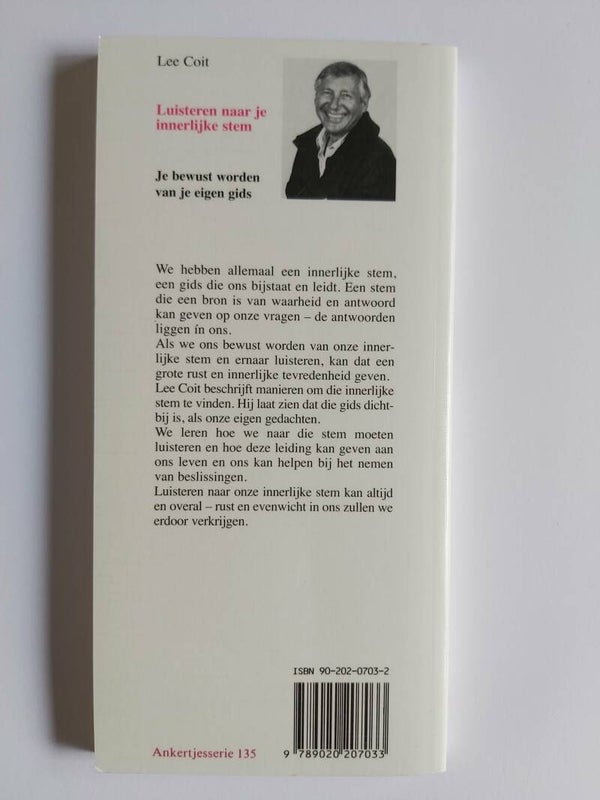 Lee Coit
Luisteren naar je
innerlijke stem
Je bewust worden
van je eigen gids
We hebben allemaal een innerlijke stem,
een gids die ons bijstaat en leidt. Een stem
die een bron is van waarheid en antwoord
kan geven op onze vragen – de antwoorden
liggen ín ons.
Als we ons bewust worden van onze inner-
lijke stem en ernaar luisteren, kan dat een
grote rust en innerlijke tevredenheid geven.
Lee Coit beschrijft manieren om die innerlijke
stem te vinden. Hij laat zien dat die gids dicht-
bij is, als onze eigen gedachten.
We leren hoe we naar die stem moeten
luisteren en hoe deze leiding kan geven aan
ons leven en ons kan helpen bij het nemen
van beslissingen.
Luisteren naar onze innerlijke stem kan altijd
en overal – rust en evenwicht in ons zullen we
erdoor verkrijgen.
ISBN 90-202-0703-2
9 789020 207033
Ankertjesserie 135